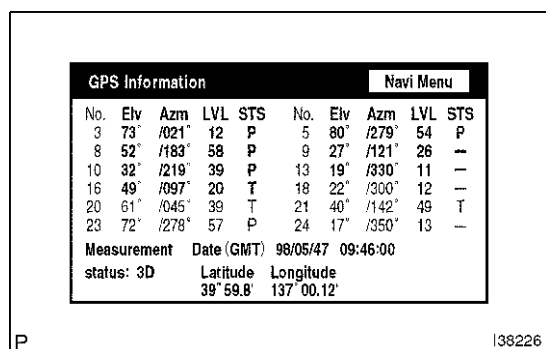 GPS Information Navi Menu
No. Elv Azm LVL STS No. Elv Azm LVL STS
3 73° /021° 12 P 5 80° /279° 54 P
8 52° /183° 58 P 9 27° /121° 26 —
10 32° /219° 39 P 13 19° /330° 11 —
16 49° /097° 20 T 18 22° /300° 12 —
20 61° /045° 39 T 21 40° /142° 49 T
23 72° /278° 57 P 24 17° /350° 13 —
Measurement Date (GMT) 98/05/47 09:46:00
status: 3D Latitude Longitude
39° 59.8' 137° 00.12'
P I38226